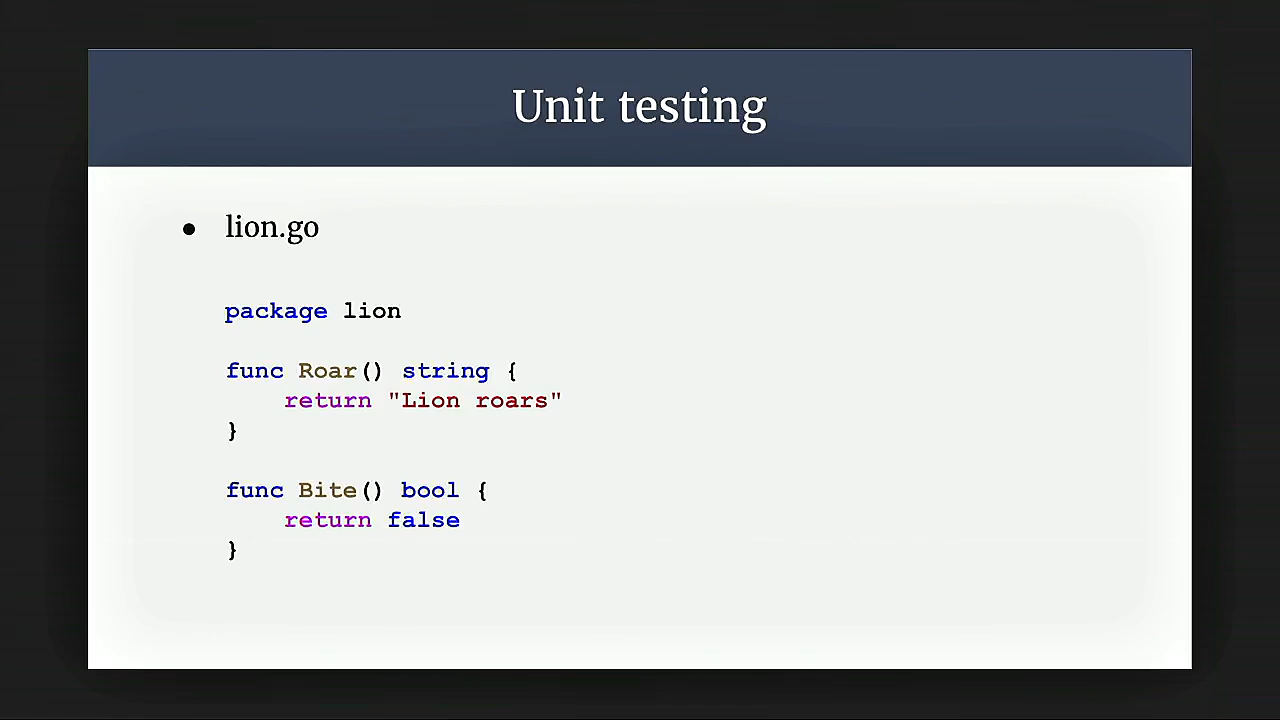 Unit testing
● lion.go
package lion
func Roar() string {
    return "Lion roars"
}
func Bite() bool {
    return false
}